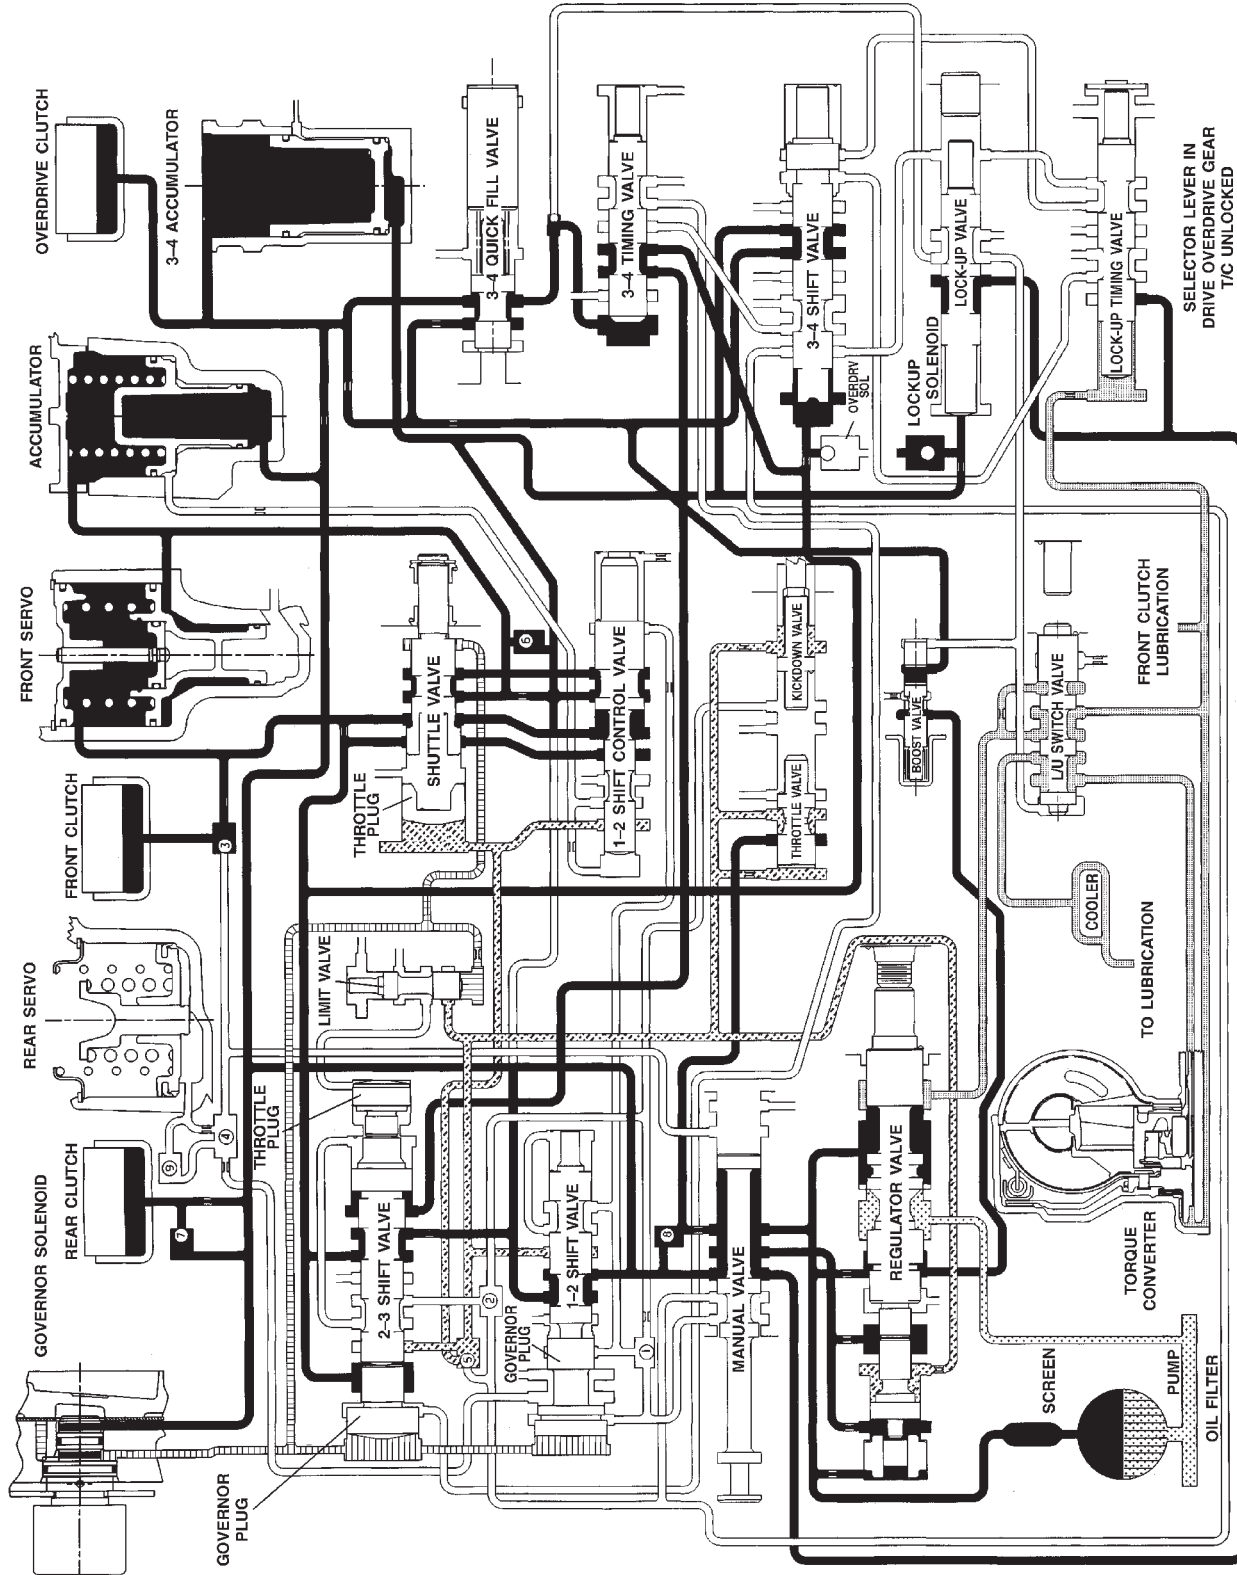 OVERDRIVE CLUTCH
3–4 ACCUMULATOR
3–4 QUICK FILL VALVE
3–4 TIMING VALVE
3–4 SHIFT VALVE
LOCK-UP VALVE
LOCK-UP TIMING VALVE
SELECTOR LEVER IN
DRIVE OVERDRIVE GEAR
T/C UNLOCKED
ACCUMULATOR
OVERDRV
SOL
LOCKUP
SOLENOID
FRONT SERVO
SHUTTLE VALVE
THROTTLE
PLUG
6
1–2 SHIFT CONTROL VALVE
KICKDOWN VALVE
THROTTLE VALVE
BOOST VALVE
L/U SWITCH VALVE
FRONT CLUTCH
LUBRICATION
FRONT CLUTCH
3
REAR SERVO
LIMIT VALVE
COOLER
TO LUBRICATION
THROTTLE
PLUG
4
9
REAR CLUTCH
7
GOVERNOR SOLENOID
2–3 SHIFT VALVE
2
5
1–2 SHIFT VALVE
GOVERNOR
PLUG
8
1
MANUAL VALVE
REGULATOR VALVE
TORQUE
CONVERTER
GOVERNOR
PLUG
SCREEN
PUMP
OIL FILTER